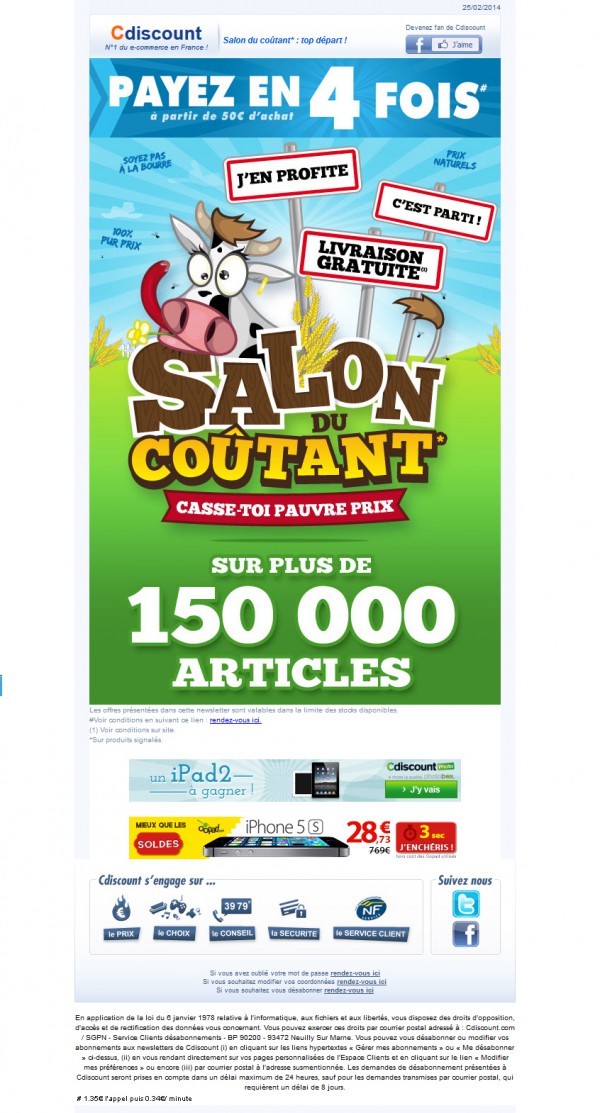 25/02/2014
Cdiscount
N°1 du e-commerce en France !
Salon du coûtant* : top départ !
Devenez fan de Cdiscount
J'aime
PAYEZ EN 4 FOIS#
à partir de 50€ d'achat
SOYEZ PAS
À LA BOURRE
PRIX
NATURELS
J'EN PROFITE
C'EST PARTI !
100%
PUR PRIX
LIVRAISON
GRATUITE(1)
SALON
DU
COÛTANT*
CASSE-TOI PAUVRE PRIX
SUR PLUS DE
150 000
ARTICLES
Les offres présentées dans cette newsletter sont valables dans la limite des stocks disponibles.
#Voir conditions en suivant ce lien : rendez-vous ici.
(1) Voir conditions sur site.
*Sur produits signalés.
un iPad2
à gagner !
Cdiscount
J'y vais
MIEUX QUE LES
SOLDES
iPhone 5 S
28€,73
769€
3 sec
J'ENCHÉRIS !
Cdiscount s'engage sur ...
Suivez nous
39 79
NF
le PRIX
le CHOIX
le CONSEIL
la SECURITE
le SERVICE CLIENT
Si vous avez oublié votre mot de passe rendez-vous ici
Si vous souhaitez modifier vos coordonnées rendez-vous ici
Si vous souhaitez vous désabonner rendez-vous ici
En application de la loi du 6 janvier 1978 relative à l'informatique, aux fichiers et aux libertés, vous disposez des droits d'opposition,
d'accès et de rectification des données vous concernant. Vous pouvez exercer ces droits par courrier postal adressé à : Cdiscount.com
/ SGPN - Service Clients désabonnements - BP 90200 - 93472 Neuilly Sur Marne. Vous pouvez vous désabonner ou modifier vos
abonnements aux newsletters de Cdiscount (i) en cliquant sur les liens hypertextes « Gérer mes abonnements » ou « Me désabonner
» ci-dessus, (ii) en vous rendant directement sur vos pages personnalisées de l'Espace Clients et en cliquant sur le lien « Modifier
mes préférences » ou encore (iii) par courrier postal à l'adresse susmentionnée. Les demandes de désabonnement présentées à
Cdiscount seront prises en compte dans un délai maximum de 24 heures, sauf pour les demandes transmises par courrier postal, qui
requièrent un délai de 8 jours.
# 1.35€ l'appel puis 0.34€/ minute